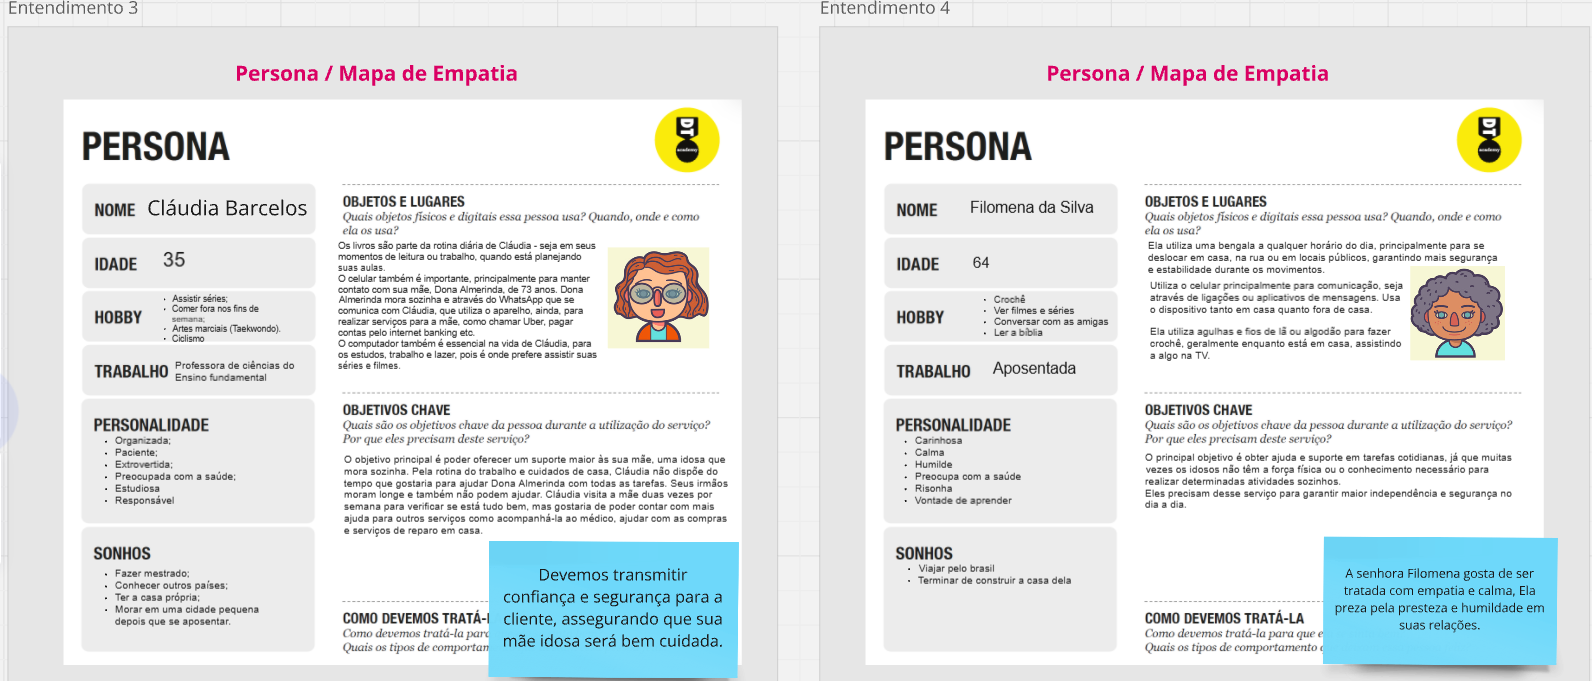 Entendimento 3
Persona / Mapa de Empatia
PERSONA
DT
academy
NOME Cláudia Barcelos
IDADE 35
HOBBY
• Assistir séries;
• Comer fora nos fins de
semana;
• Artes marciais (Taekwondo).
• Ciclismo
TRABALHO Professora de ciências do
Ensino fundamental
PERSONALIDADE
• Organizada;
• Paciente;
• Extrovertida;
• Preocupada com a saúde;
• Estudiosa
• Responsável
SONHOS
• Fazer mestrado;
• Conhecer outros países;
• Ter a casa própria;
• Morar em uma cidade pequena
depois que se aposentar.
OBJETOS E LUGARES
Quais objetos físicos e digitais essa pessoa usa? Quando, onde e como
ela os usa?
Os livros são parte da rotina diária de Cláudia - seja em seus
momentos de leitura ou trabalho, quando está planejando
suas aulas.
O celular também é importante, principalmente para manter
contato com sua mãe, Dona Almerinda, de 73 anos. Dona
Almerinda mora sozinha e através do WhatsApp que se
comunica com Cláudia, que utiliza o aparelho, ainda, para
realizar serviços para a mãe, como chamar Uber, pagar
contas pelo internet banking etc.
O computador também é essencial na vida de Cláudia, para
os estudos, trabalho e lazer, pois é onde prefere assistir suas
séries e filmes.
OBJETIVOS CHAVE
Quais são os objetivos chave da pessoa durante a utilização do serviço?
Por que eles precisam deste serviço?
O objetivo principal é poder oferecer um suporte maior às sua mãe, uma idosa que
mora sozinha. Pela rotina do trabalho e cuidados de casa, Cláudia não dispõe do
tempo que gostaria para ajudar Dona Almerinda com todas as tarefas. Seus irmãos
moram longe e também não podem ajudar. Cláudia visita a mãe duas vezes por
semana para verificar se está tudo bem, mas gostaria de poder contar com mais
ajuda para outros serviços como acompanhá-la ao médico, ajudar com as compras
e serviços de reparo em casa.
COMO DEVEMOS TRATÁ-
Como devemos tratá-la para
Quais os tipos de comportam
Devemos transmitir
confiança e segurança para a
cliente, assegurando que sua
mãe idosa será bem cuidada.
Entendimento 4
Persona / Mapa de Empatia
PERSONA
DT
academy
NOME Filomena da Silva
IDADE 64
HOBBY
• Crochê
• Ver filmes e séries
• Conversar com as amigas
• Ler a bíblia
TRABALHO Aposentada
PERSONALIDADE
• Carinhosa
• Calma
• Humilde
• Preocupa com a saúde
• Risonha
• Vontade de aprender
SONHOS
• Viajar pelo brasil
• Terminar de construir a casa dela
OBJETOS E LUGARES
Quais objetos físicos e digitais essa pessoa usa? Quando, onde e como
ela os usa?
Ela utiliza uma bengala a qualquer horário do dia, principalmente para se
deslocar em casa, na rua ou em locais públicos, garantindo mais segurança
e estabilidade durante os movimentos.
Utiliza o celular principalmente para comunicação, seja
através de ligações ou aplicativos de mensagens. Usa
o dispositivo tanto em casa quanto fora de casa.
Ela utiliza agulhas e fios de lã ou algodão para fazer
crochê, geralmente enquanto está em casa, assistindo
a algo na TV.
OBJETIVOS CHAVE
Quais são os objetivos chave da pessoa durante a utilização do serviço?
Por que eles precisam deste serviço?
O principal objetivo é obter ajuda e suporte em tarefas cotidianas, já que muitas
vezes os idosos não têm a força física ou o conhecimento necessário para
realizar determinadas atividades sozinhos.
Eles precisam desse serviço para garantir maior independência e segurança no
dia a dia.
COMO DEVEMOS TRATÁ-LA
Como devemos tratá-la para que e
Quais os tipos de comportamento
A senhora Filomena gosta de ser
tratada com empatia e calma, Ela
preza pela presteza e humildade em
suas relações.